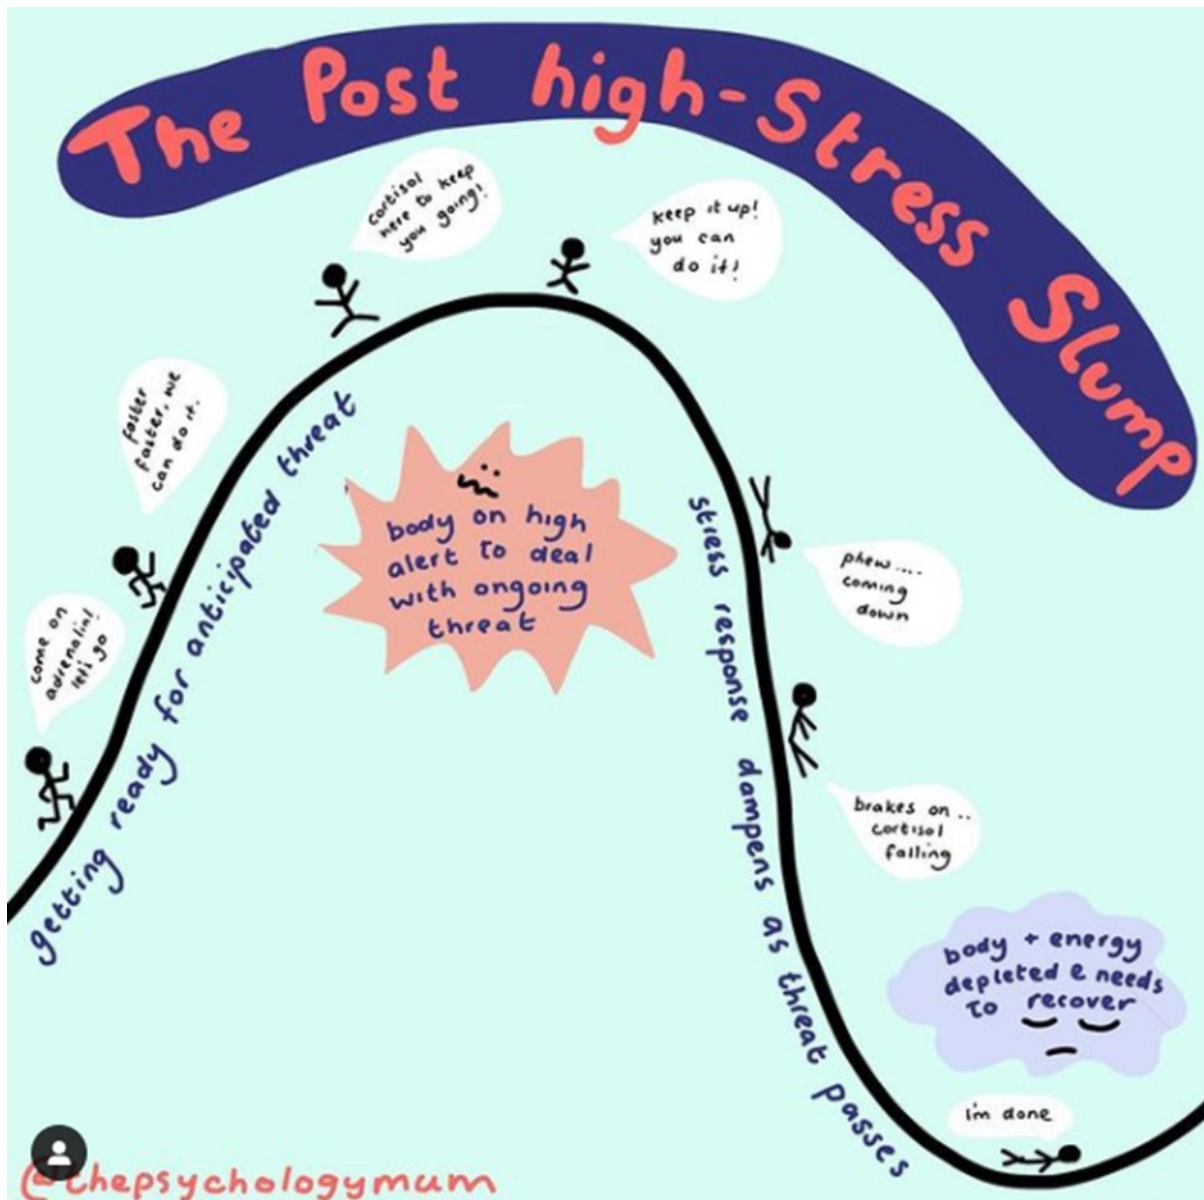 The Post high-Stress Slump
cortisol
here to keep
you going!
keep it up!
you can
do it!
faster
faster, we
can do it.
come on
adrenalin!
let's go
getting ready for anticipated threat
body on high
alert to deal
with ongoing
threat
stress response dampens as threat passes
phew....
coming
down
brakes on..
cortisol
falling
body + energy
depleted & needs
to recover
i'm done
@thepsychologymum